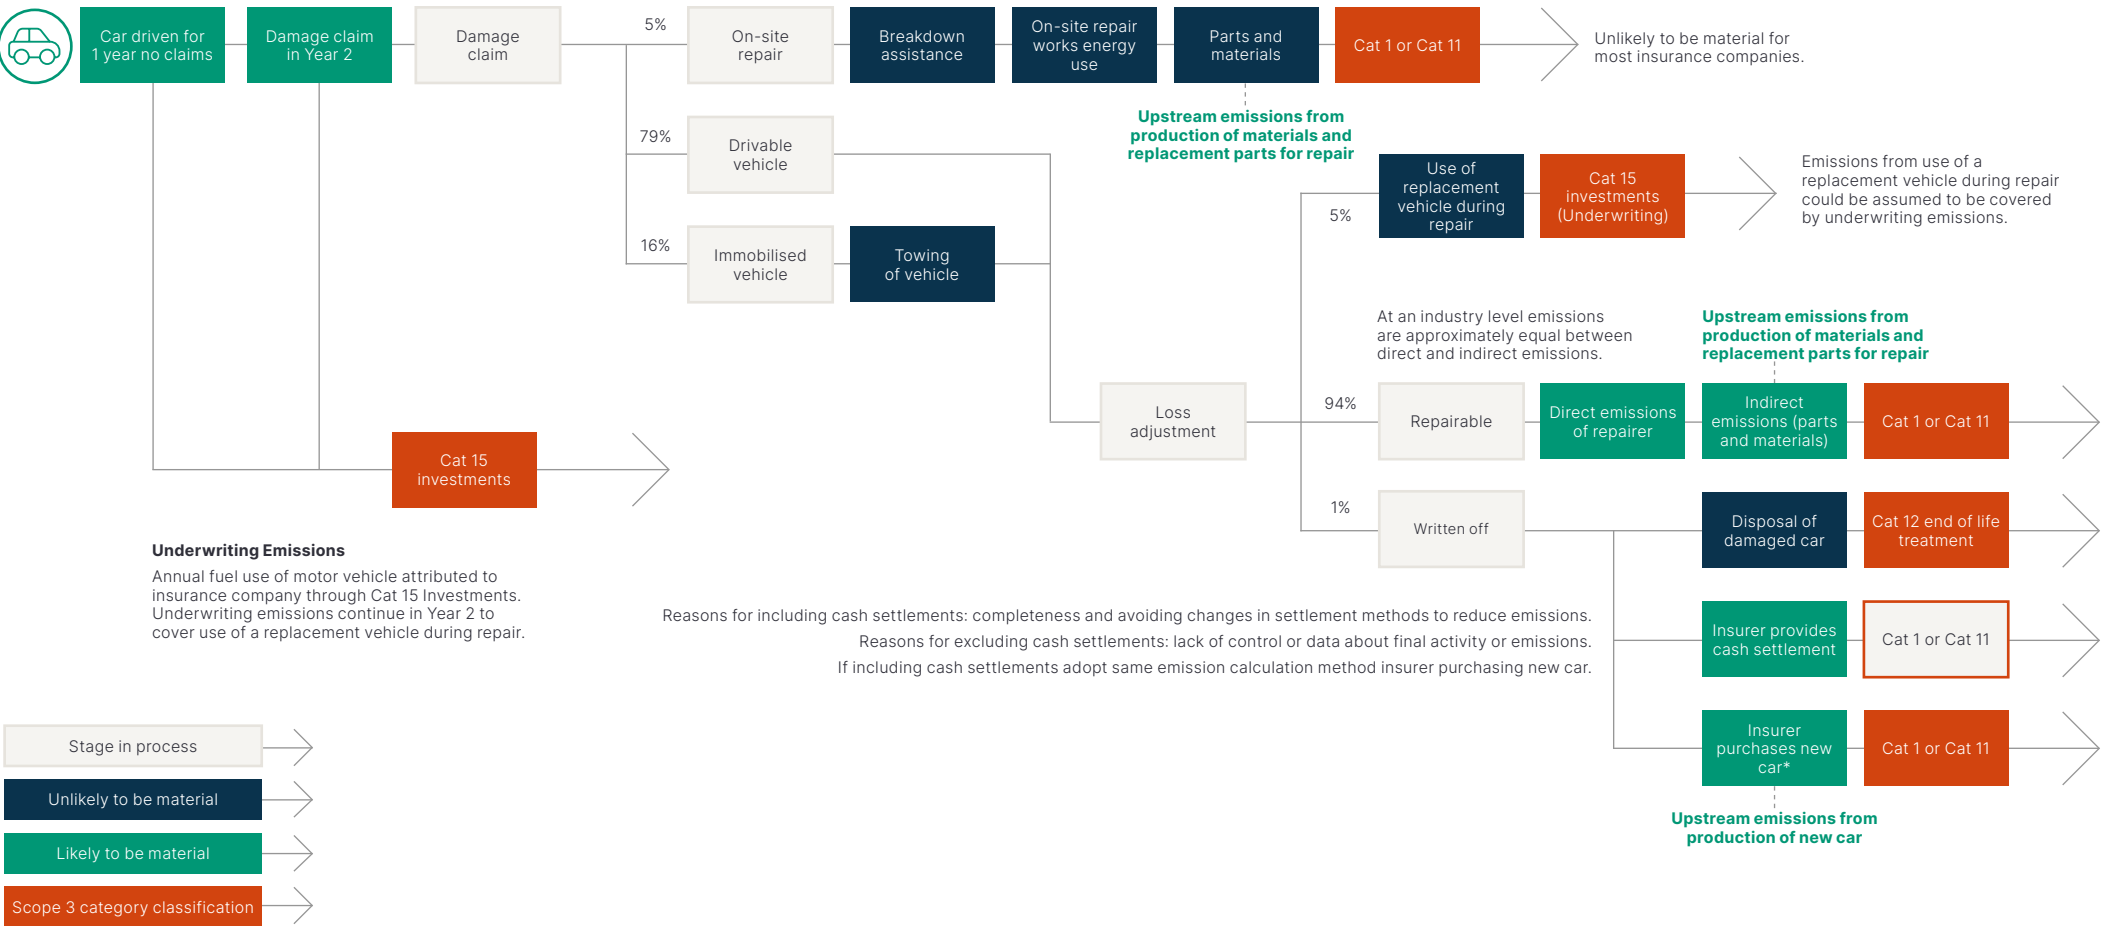 Car driven for
1 year no claims
Damage claim
in Year 2
Damage
claim
5%
On-site
repair
Breakdown
assistance
On-site repair
works energy
use
Parts and
materials
Cat 1 or Cat 11
Unlikely to be material for
most insurance companies.
Upstream emissions from
production of materials and
replacement parts for repair
79%
Drivable
vehicle
16%
Immobilised
vehicle
Towing
of vehicle
5%
Use of
replacement
vehicle during
repair
Cat 15
investments
(Underwriting)
Emissions from use of a
replacement vehicle during repair
could be assumed to be covered
by underwriting emissions.
At an industry level emissions
are approximately equal between
direct and indirect emissions.
Upstream emissions from
production of materials and
replacement parts for repair
Loss
adjustment
94%
Repairable
Direct emissions
of repairer
Indirect
emissions (parts
and materials)
Cat 1 or Cat 11
Cat 15
investments
1%
Written off
Disposal of
damaged car
Cat 12 end of life
treatment
Underwriting Emissions
Annual fuel use of motor vehicle attributed to
insurance company through Cat 15 Investments.
Underwriting emissions continue in Year 2 to
cover use of a replacement vehicle during repair.
Reasons for including cash settlements: completeness and avoiding changes in settlement methods to reduce emissions.
Reasons for excluding cash settlements: lack of control or data about final activity or emissions.
If including cash settlements adopt same emission calculation method insurer purchasing new car.
Insurer provides
cash settlement
Cat 1 or Cat 11
Insurer
purchases new
car*
Cat 1 or Cat 11
Upstream emissions from
production of new car
Stage in process
Unlikely to be material
Likely to be material
Scope 3 category classification